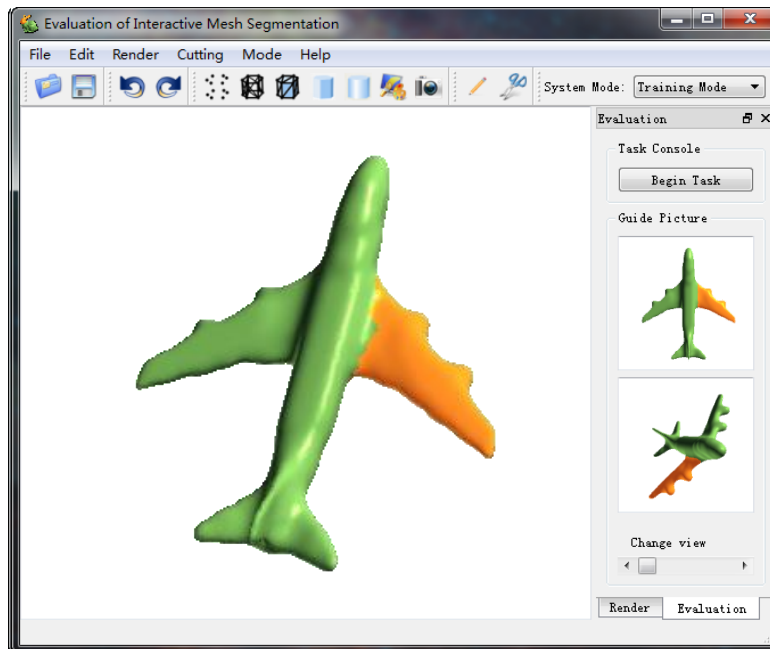 Evaluation of Interactive Mesh Segmentation
File Edit Render Cutting Mode Help
System Mode: Training Mode
Evaluation
Task Console
Begin Task
Guide Picture
Change view
Render Evaluation